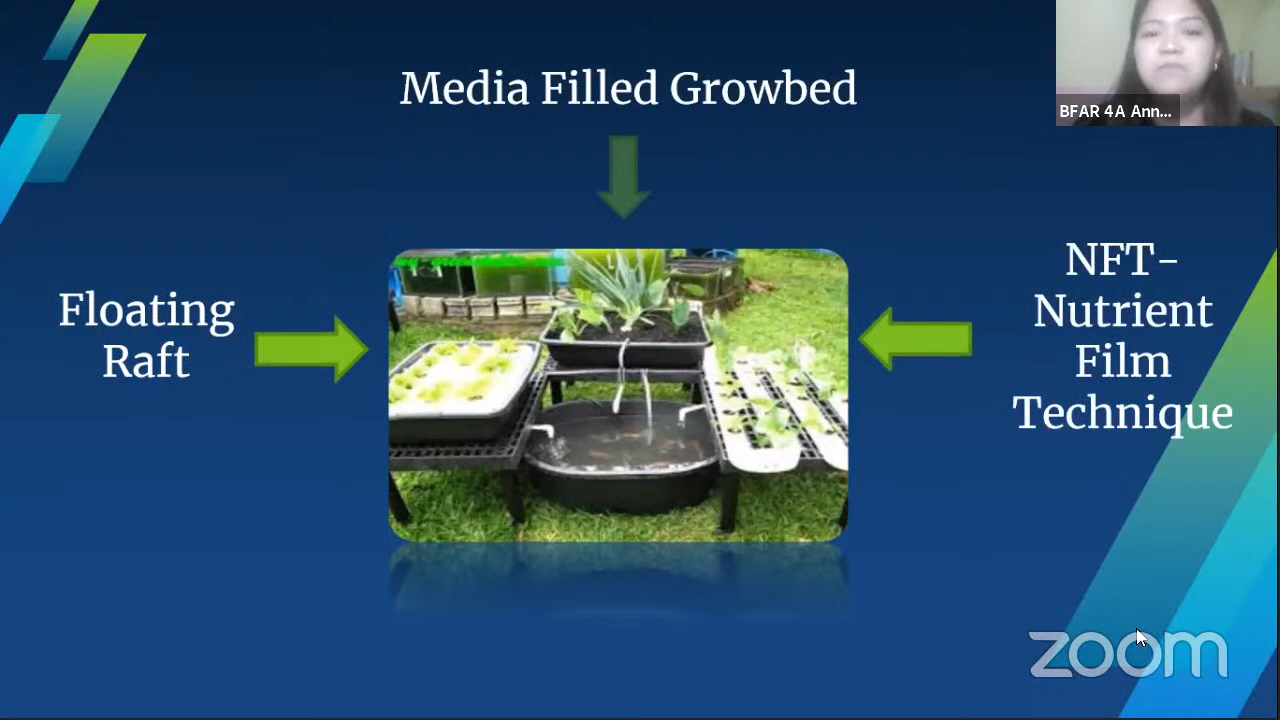 Media Filled Growbed
BFAR 4A Ann...
Floating
Raft
NFT-
Nutrient
Film
Technique
zoom